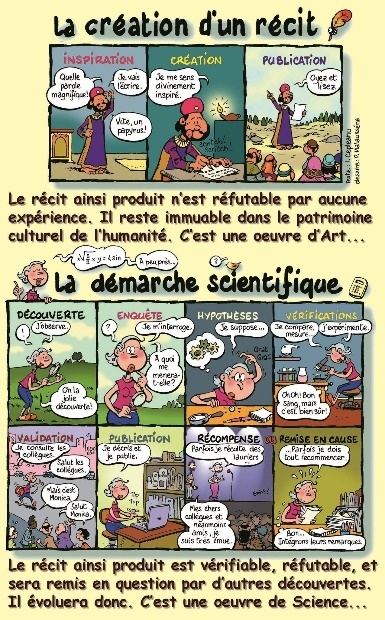 La création d'un récit
INSPIRATION
Quelle
parole
magnifique!
Je vais
l'écrire.
Vite, un
papyrus!
CRÉATION
Je me sens
divinement
inspiré.
scritch!
scritch...
PUBLICATION
Oyez et
lisez.
Le récit ainsi produit n'est réfutable par aucune
expérience. Il reste immuable dans le patrimoine
culturel de l'humanité. C'est une oeuvre d'Art...
A peu près...
La démarche scientifique
DÉCOUVERTE
!
J'observe.
Oh la
jolie
découverte!
ENQUÊTE
?
Je m'interroge.
A quoi
me
mènera-
t-elle?
HYPOTHÈSES
Je suppose...
VÉRIFICATIONS
Je compare,
mesure
j'expérimente.
Oh Oh! Bon
sang, mais
c'est bien sûr!
VALIDATION
Je consulte les
collègues.
Salut les
collègues.
Mais c'est
Monika.
Salut
Monika.
PUBLICATION
Je décris et
je publie.
RÉCOMPENSE
Parfois je récolte des
lauriers
Mes chers
collègues et
néanmoins
amis, je
suis très émue.
OU REMISE EN CAUSE
...Parfois je dois
tout recommencer.
Bon...
Intégrons leurs remarques.
Le récit ainsi produit est vérifiable, réfutable, et
sera remis en question par d'autres découvertes.
Il évoluera donc. C'est une oeuvre de Science...